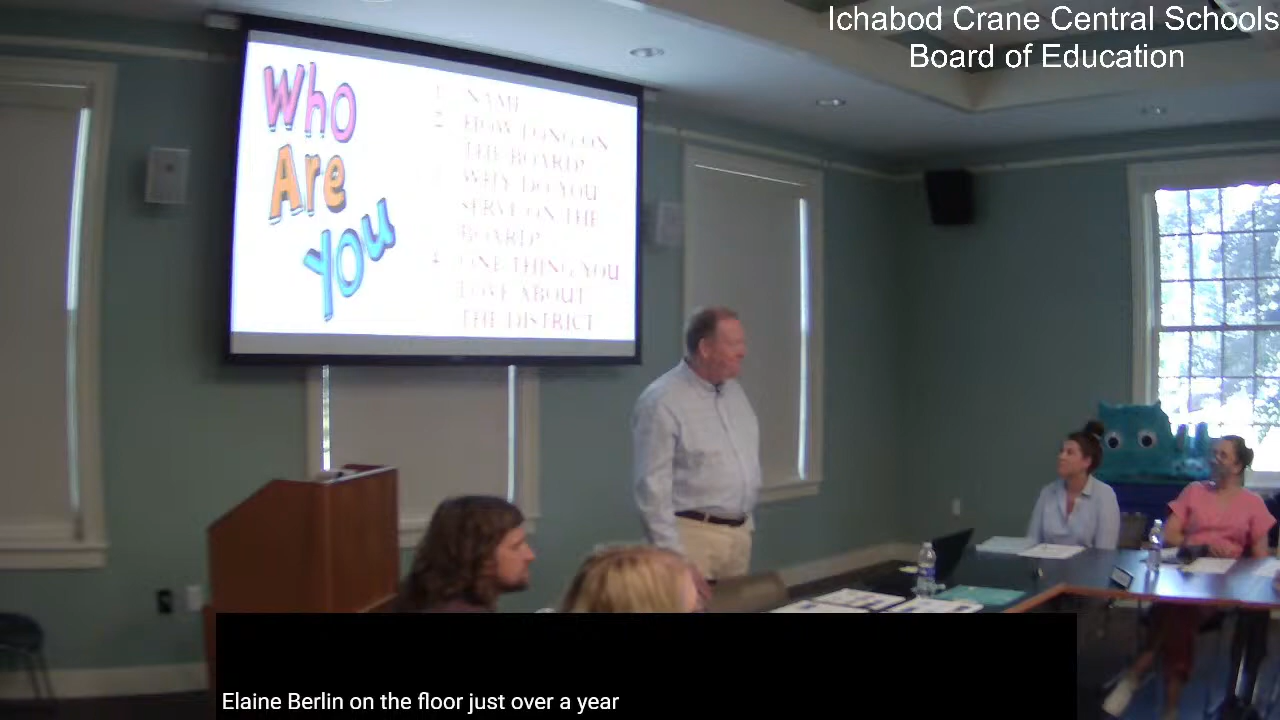 Ichabod Crane Central Schools
Board of Education
Who
Are
You
1. NAME
2. HOW LONG ON
THE BOARD?
3. WHY DO YOU
SERVE ON THE
BOARD?
4. ONE THING YOU
LOVE ABOUT
THE DISTRICT
Elaine Berlin on the floor just over a year